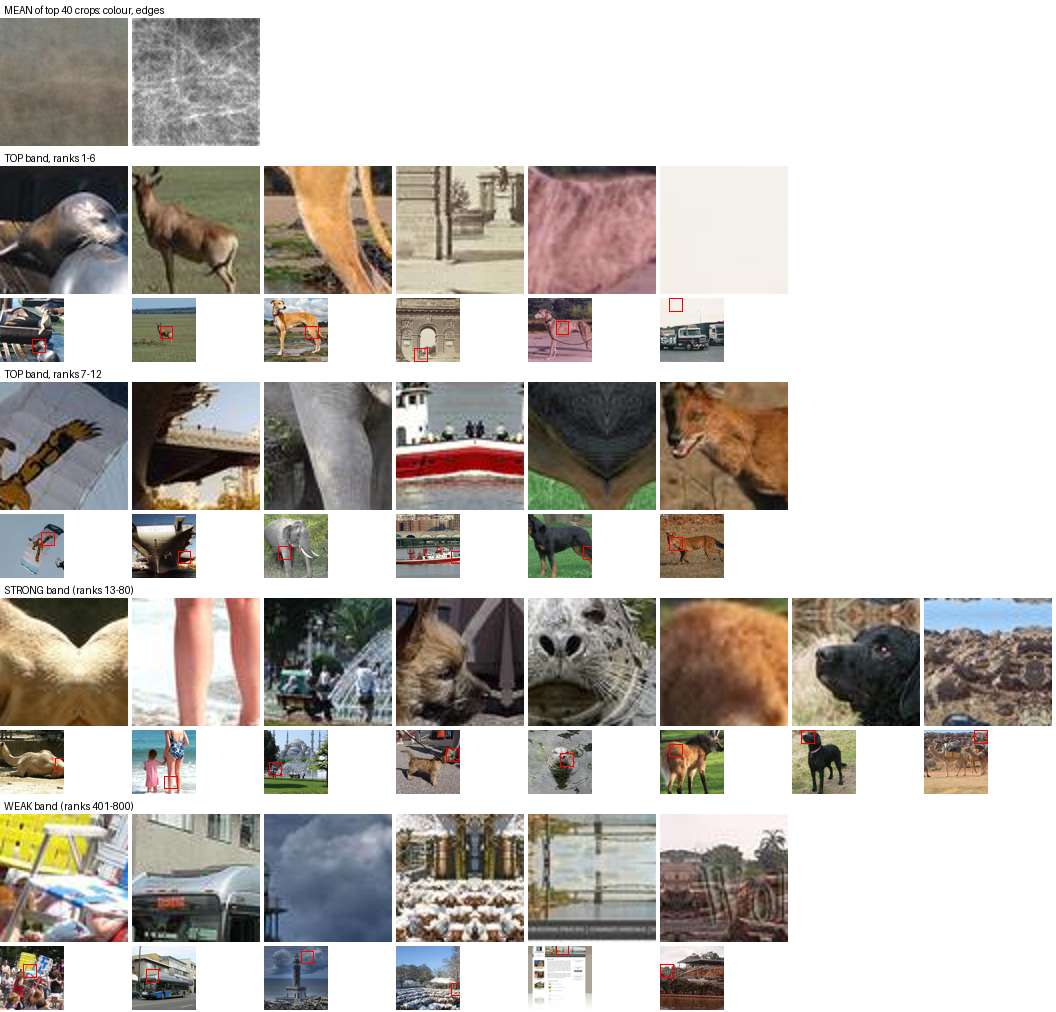 MEAN of top 40 crops: colour, edges
TOP band, ranks 1-6
TOP band, ranks 7-12
STRONG band (ranks 13-80)
WEAK band (ranks 401-800)